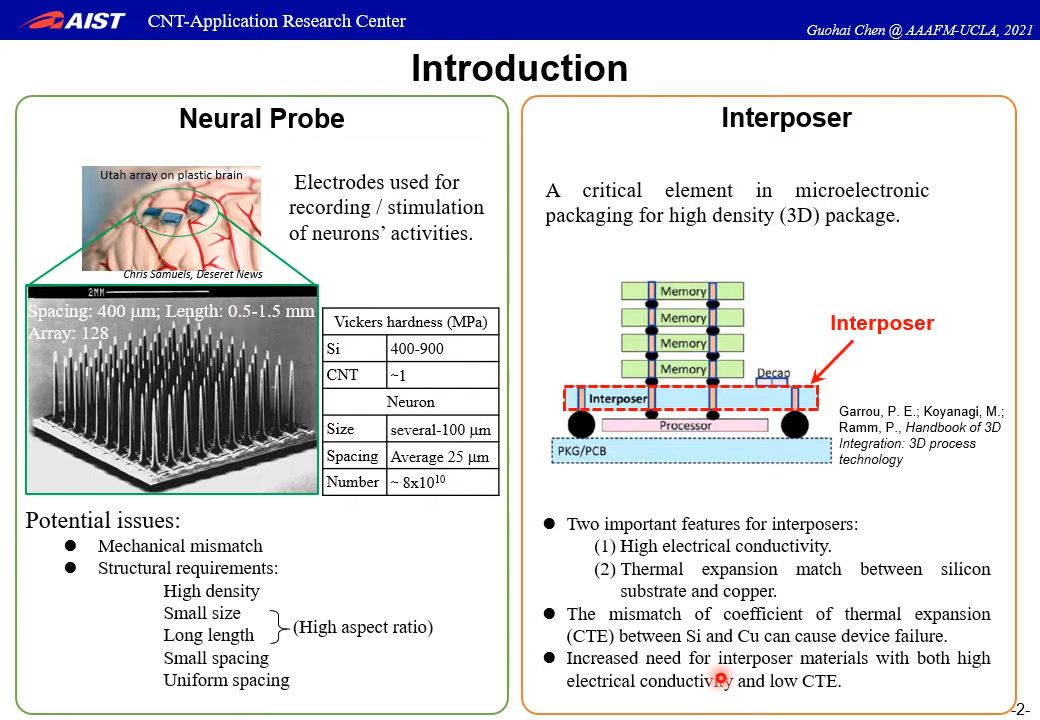 AIST
CNT-Application Research Center
Guohai Chen @ AAAFM-UCLA, 2021
Introduction
Neural Probe
Utah array on plastic brain
Chris Samuels, Deseret News
Electrodes used for
recording / stimulation
of neurons' activities.
2MM
Spacing: 400 μm; Length: 0.5-1.5 mm
Array: 128
Vickers hardness (MPa)
Si 400-900
CNT ~1
Neuron
Size several-100 μm
Spacing Average 25 μm
Number ~ 8x10¹⁰
Potential issues:
● Mechanical mismatch
● Structural requirements:
High density
Small size
Long length
(High aspect ratio)
Small spacing
Uniform spacing
Interposer
A critical element in microelectronic
packaging for high density (3D) package.
Memory
Memory
Memory
Memory
Interposer
Decap
Interposer
Processor
PKG/PCB
Garrou, P. E.; Koyanagi, M.;
Ramm, P., Handbook of 3D
Integration: 3D process
technology
● Two important features for interposers:
(1) High electrical conductivity.
(2) Thermal expansion match between silicon
substrate and copper.
● The mismatch of coefficient of thermal expansion
(CTE) between Si and Cu can cause device failure.
● Increased need for interposer materials with both high
electrical conductivity and low CTE.
-2-